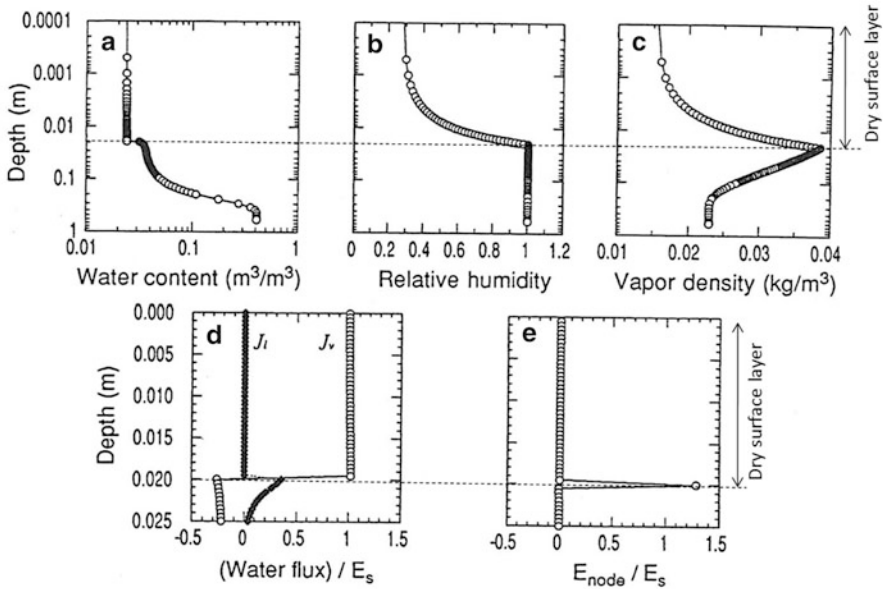 a
b
c
Depth (m)
0.0001
0.001
0.01
0.1
1
0.01
0.1
1
Water content (m³/m³)
0
0.2
0.4
0.6
0.8
1
1.2
Relative humidity
0.01
0.02
0.03
0.04
Vapor density (kg/m³)
Dry surface layer
d
e
Jl
Jv
Depth (m)
0.000
0.005
0.010
0.015
0.020
0.025
-0.5
0
0.5
1
1.5
(Water flux) / Es
-0.5
0
0.5
1
1.5
Enode / Es
Dry surface layer